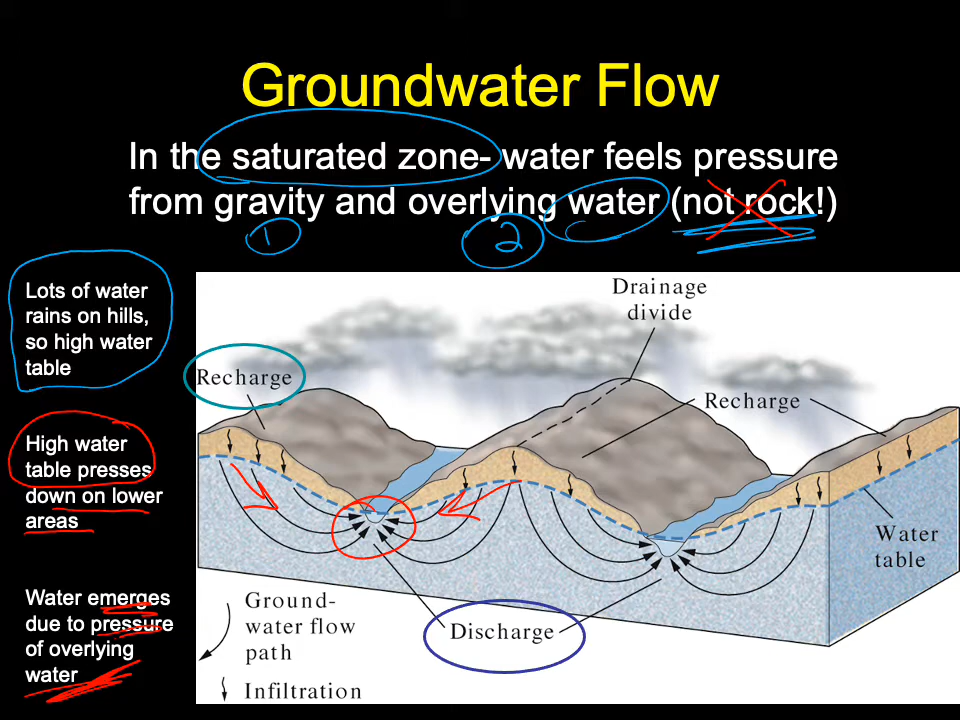 Groundwater Flow
In the saturated zone- water feels pressure
from gravity and overlying water (not rock!)
1
2
Lots of water
rains on hills,
so high water
table
High water
table presses
down on lower
areas
Water emerges
due to pressure
of overlying
water
Drainage
divide
Recharge
Recharge
Water
table
Ground-
water flow
path
Discharge
Infiltration